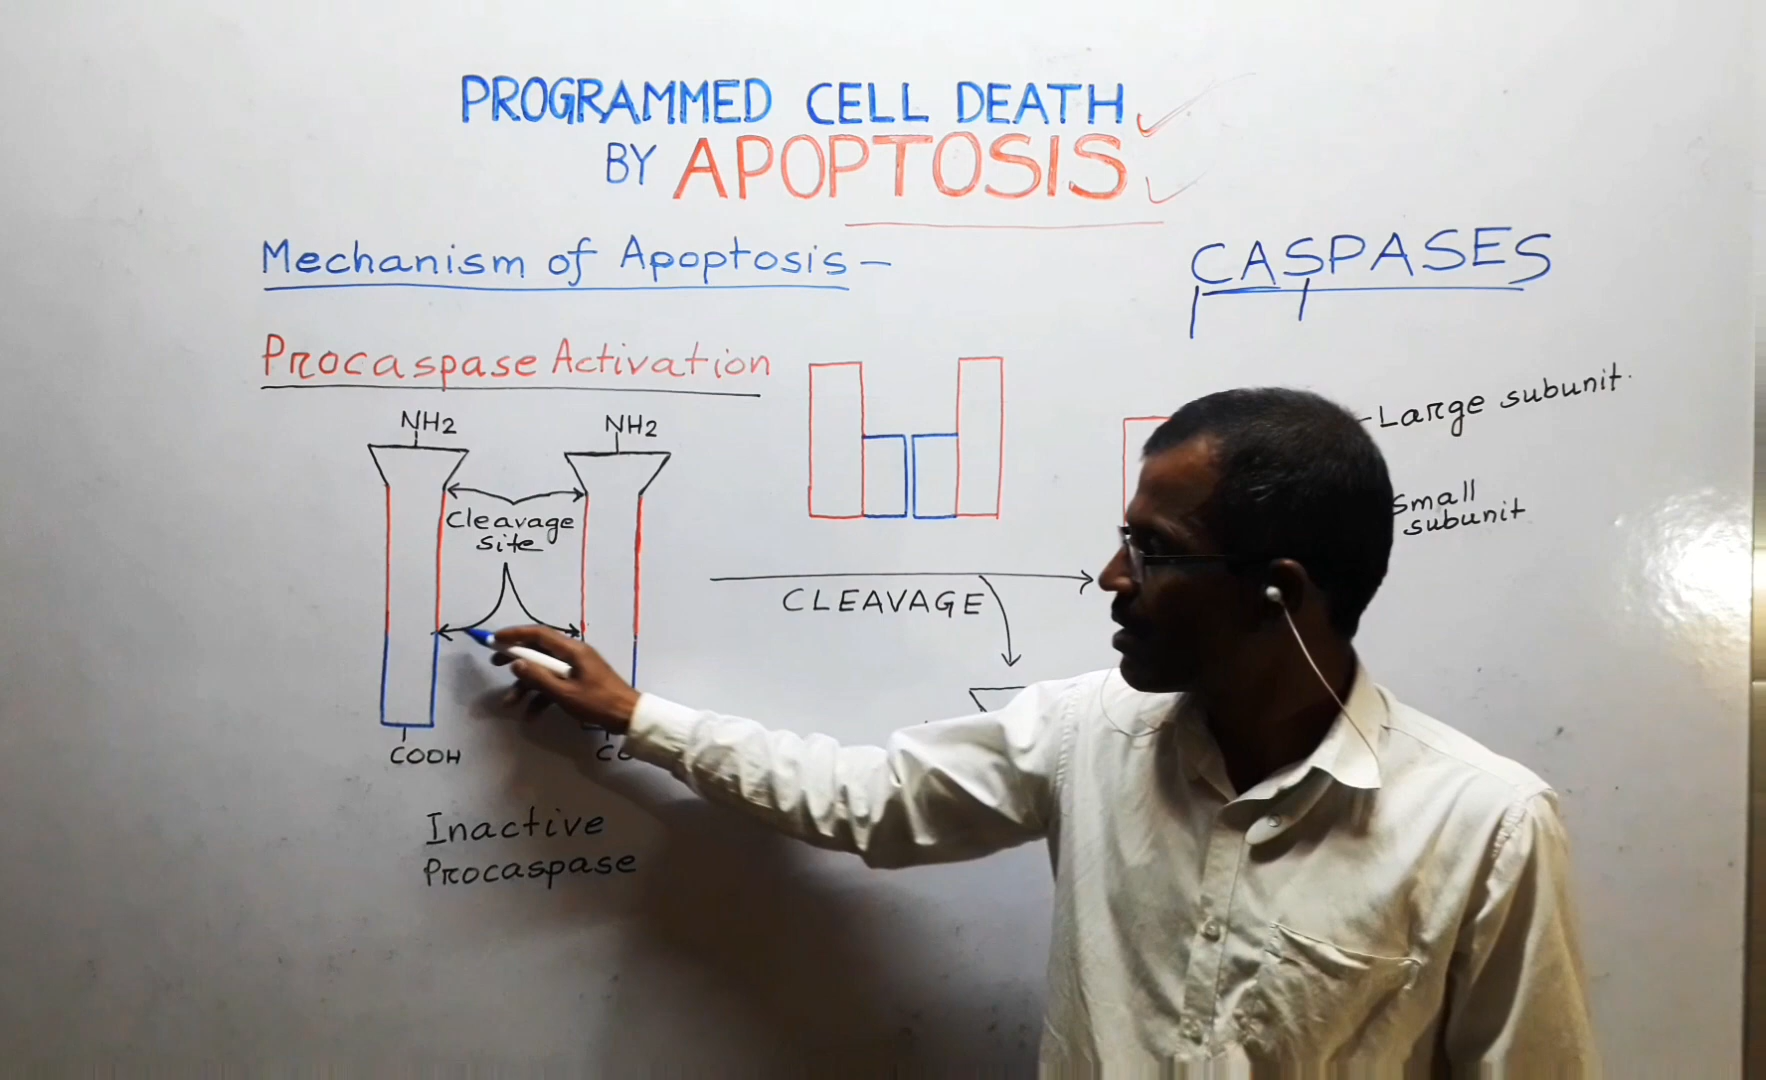 PROGRAMMED CELL DEATH
BY APOPTOSIS
Mechanism of Apoptosis –
CASPASES
Procaspase Activation
NH2
NH2
Large subunit.
Cleavage
site
Small
subunit
CLEAVAGE
COOH
Inactive
Procaspase